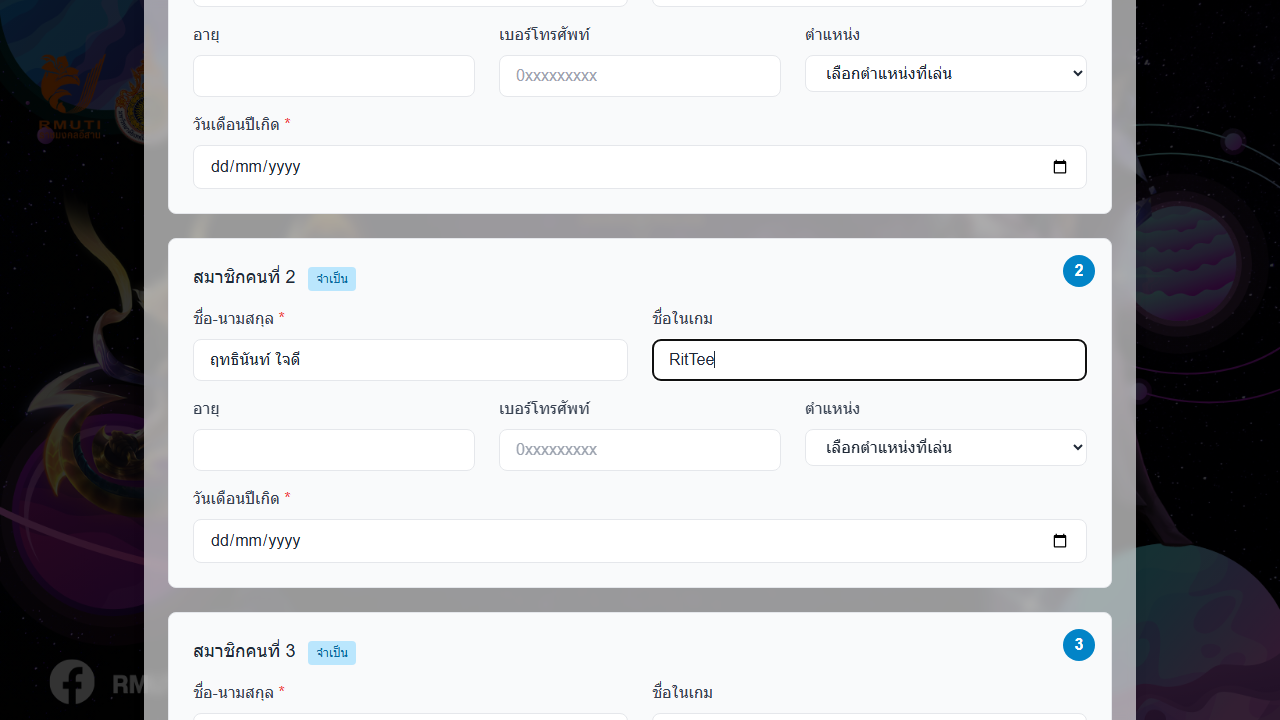 อายุ เบอร์โทรศัพท์ ตำแหน่ง
0xxxxxxxxx เลือกตำแหน่งที่เล่น
วันเดือนปีเกิด *
dd/mm/yyyy
RMUTI
สมาชิกคนที่ 2 จำเป็น 2
ชื่อ-นามสกุล * ชื่อในเกม
ฤทธินันท์ ใจดี RitTee
อายุ เบอร์โทรศัพท์ ตำแหน่ง
0xxxxxxxxx เลือกตำแหน่งที่เล่น
วันเดือนปีเกิด *
dd/mm/yyyy
สมาชิกคนที่ 3 จำเป็น 3
RM
ชื่อ-นามสกุล * ชื่อในเกม